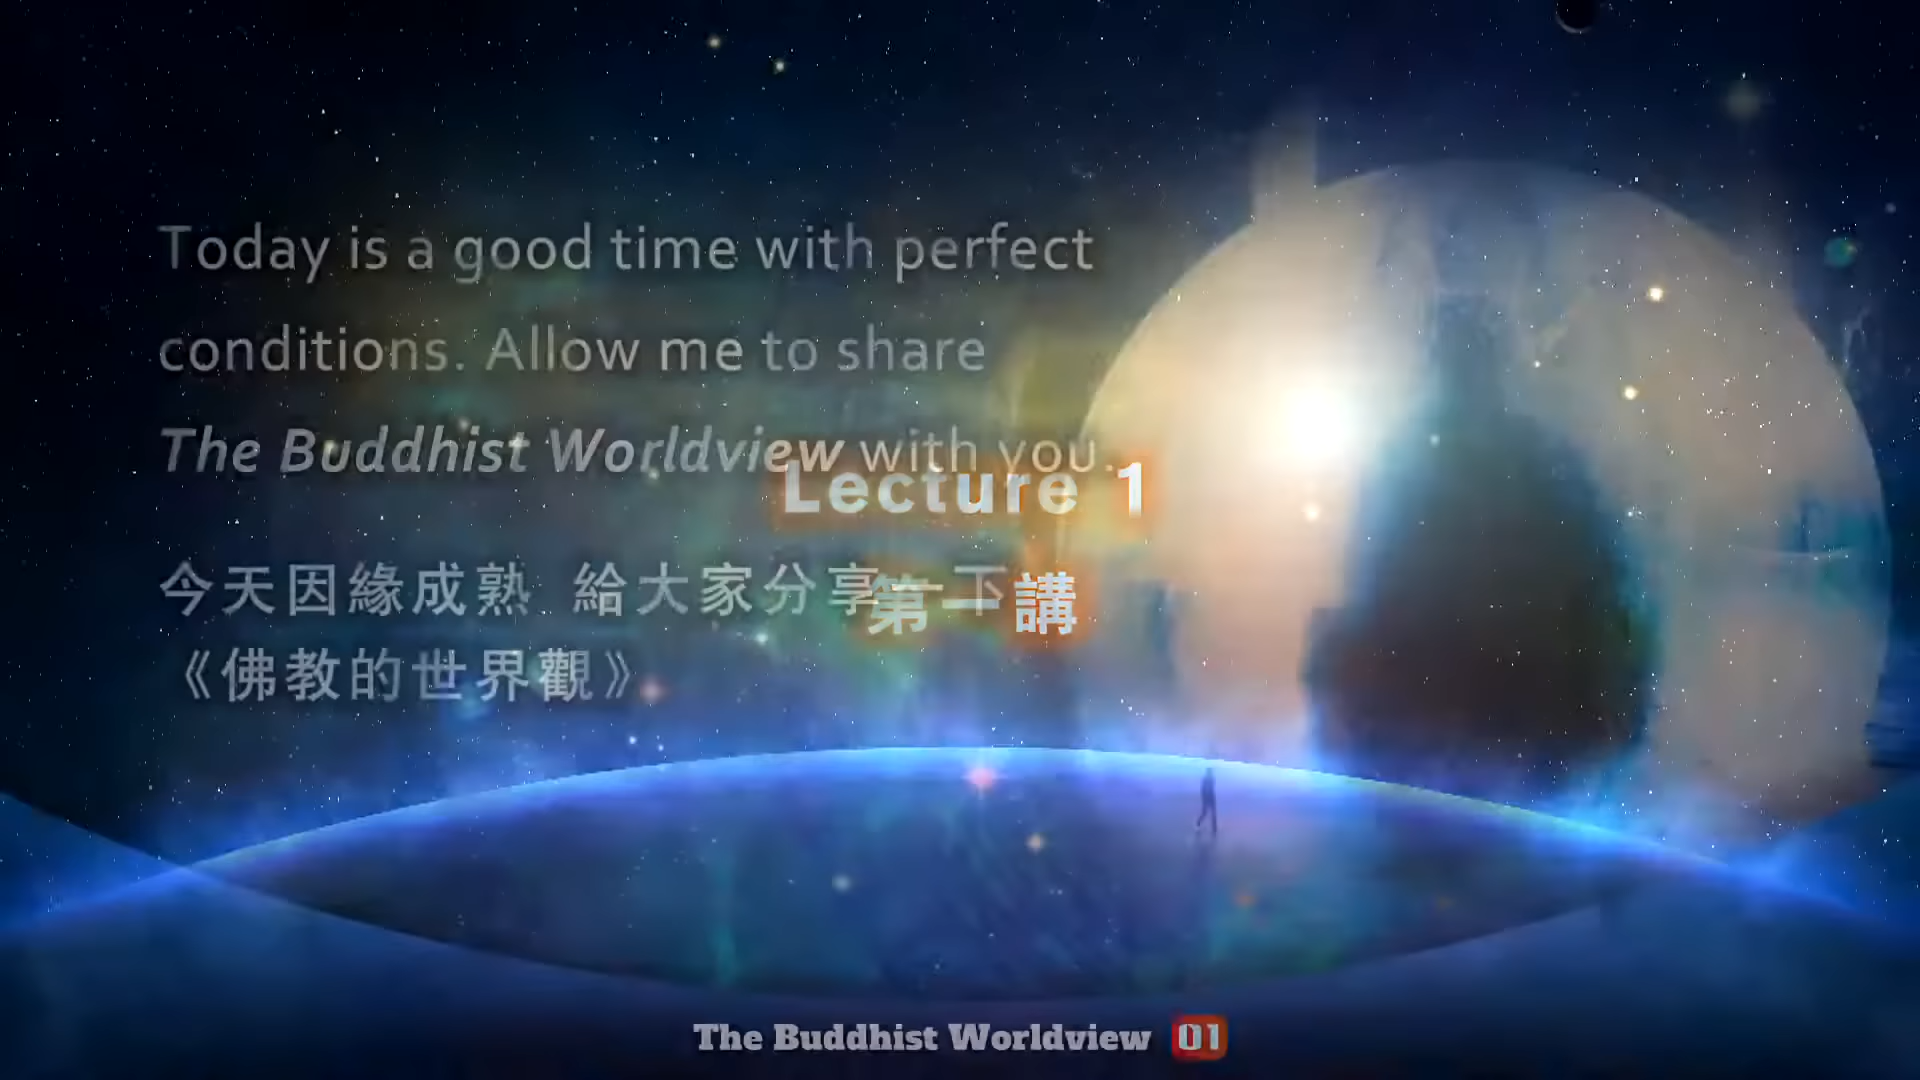 Today is a good time with perfect
conditions. Allow me to share
The Buddhist Worldview with you.
Lecture 1
今天因緣成熟 給大家分享一下
第一講
《佛教的世界觀》
The Buddhist Worldview 01